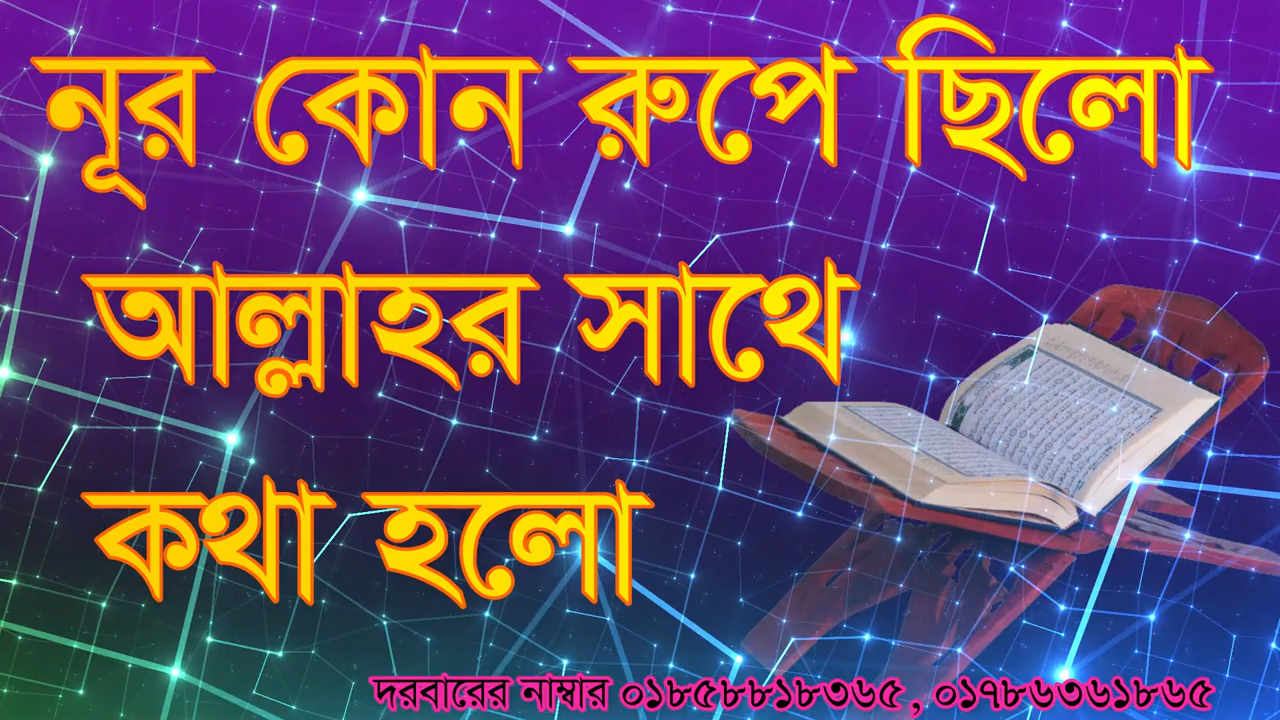 নূর কোন রুপে ছিলো
আল্লাহর সাথে
কথা হলো
দরবারের নাম্বার ০১৮৫৮৮১৮৩৬৫ , ০১৭৮৬৩৬১৮৬৫